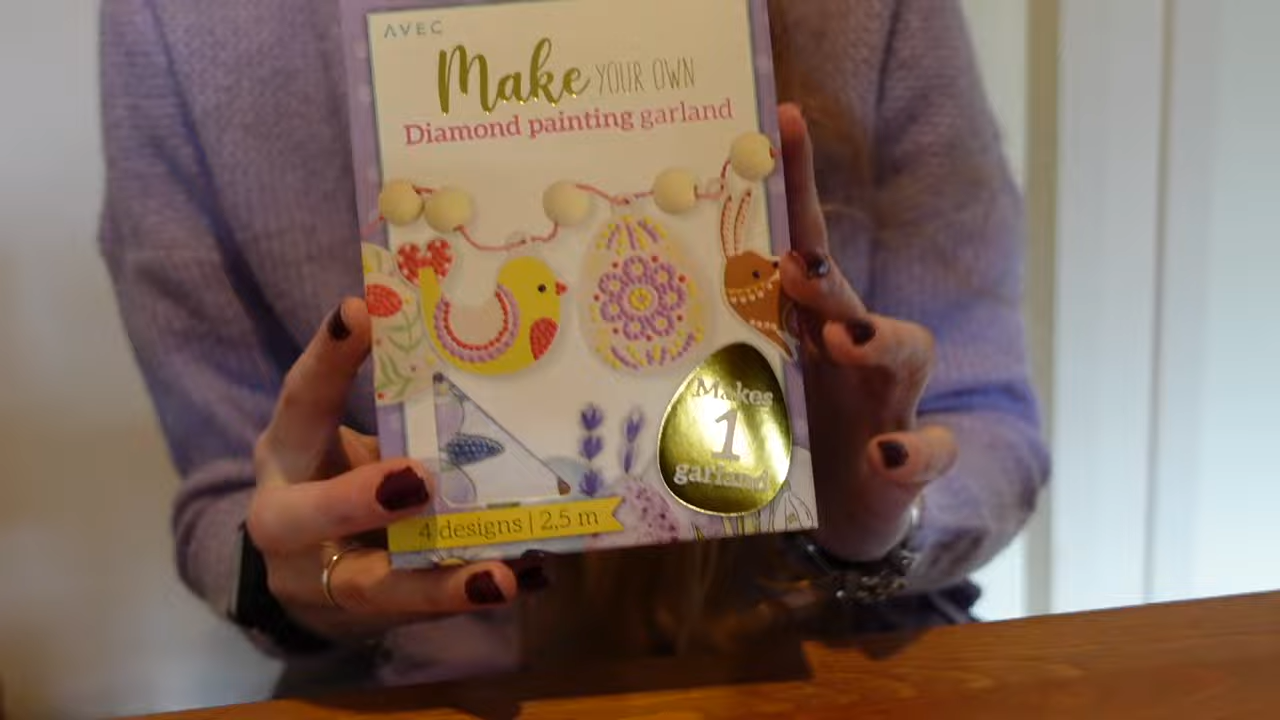 AVEC
Make YOUR OWN
Diamond painting garland
Makes
1
garland
4 designs | 2,5 m